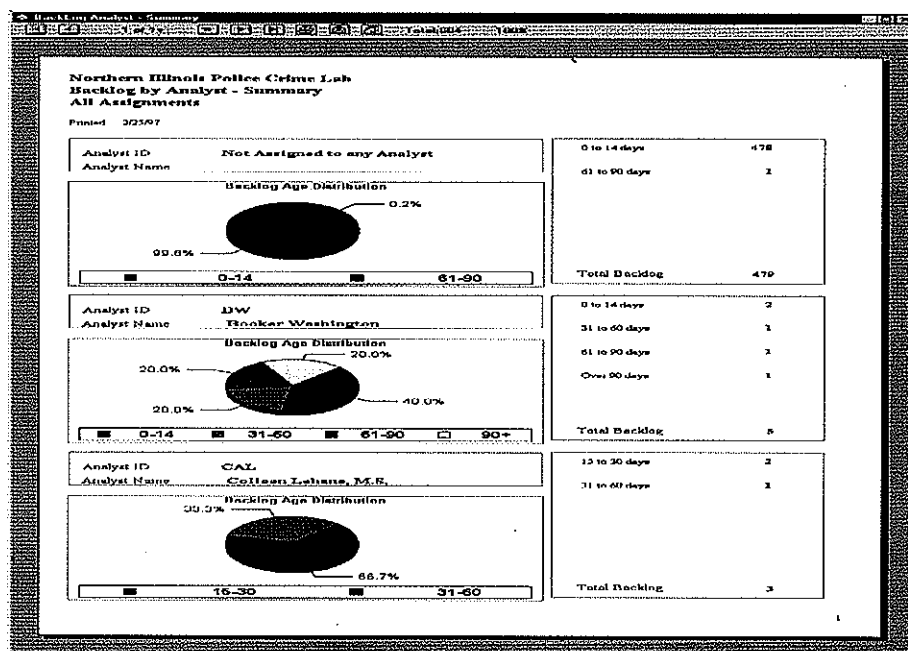 Backlog Analyst - Summary
1 of 1
100%
Northern Illinois Police Crime Lab
Backlog by Analyst - Summary
All Assignments
Printed 3/25/97
Analyst ID Not Assigned to any Analyst
Analyst Name
Backlog Age Distribution
0.2%
99.8%
0-14 61-90
0 to 14 days 478
61 to 90 days 1
Total Backlog 479
Analyst ID BW
Analyst Name Booker Washington
Backlog Age Distribution
20.0%
20.0%
20.0%
40.0%
0-14 31-60 61-90 90+
0 to 14 days 2
31 to 60 days 1
61 to 90 days 1
Over 90 days 1
Total Backlog 5
Analyst ID CAL
Analyst Name Colleen Lehane, M.S.
Backlog Age Distribution
33.3%
66.7%
15-30 31-60
15 to 30 days 2
31 to 60 days 1
Total Backlog 3
1